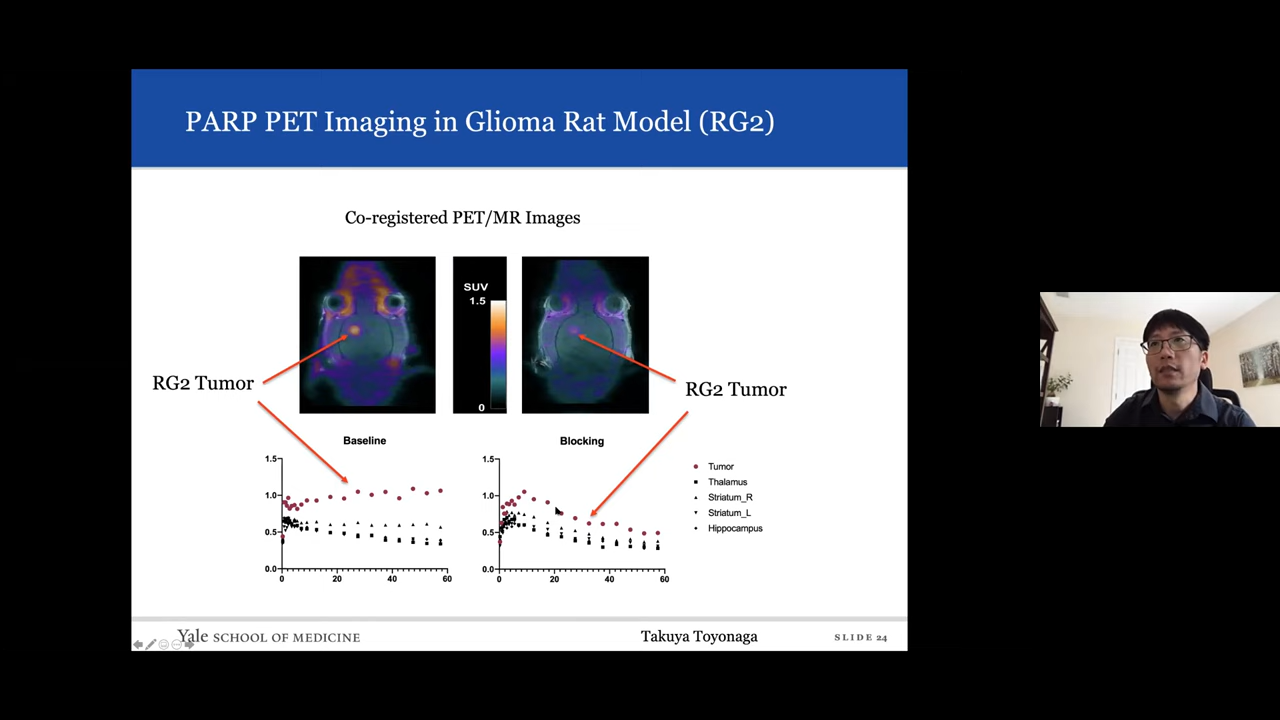 PARP PET Imaging in Glioma Rat Model (RG2)
Co-registered PET/MR Images
SUV
1.5
0
RG2 Tumor
RG2 Tumor
Baseline
1.5
1.0
0.5
0.0
0 20 40 60
Blocking
1.5
1.0
0.5
0.0
0 20 40 60
Tumor
Thalamus
Striatum_R
Striatum_L
Hippocampus
Yale SCHOOL OF MEDICINE
Takuya Toyonaga
SLIDE 24